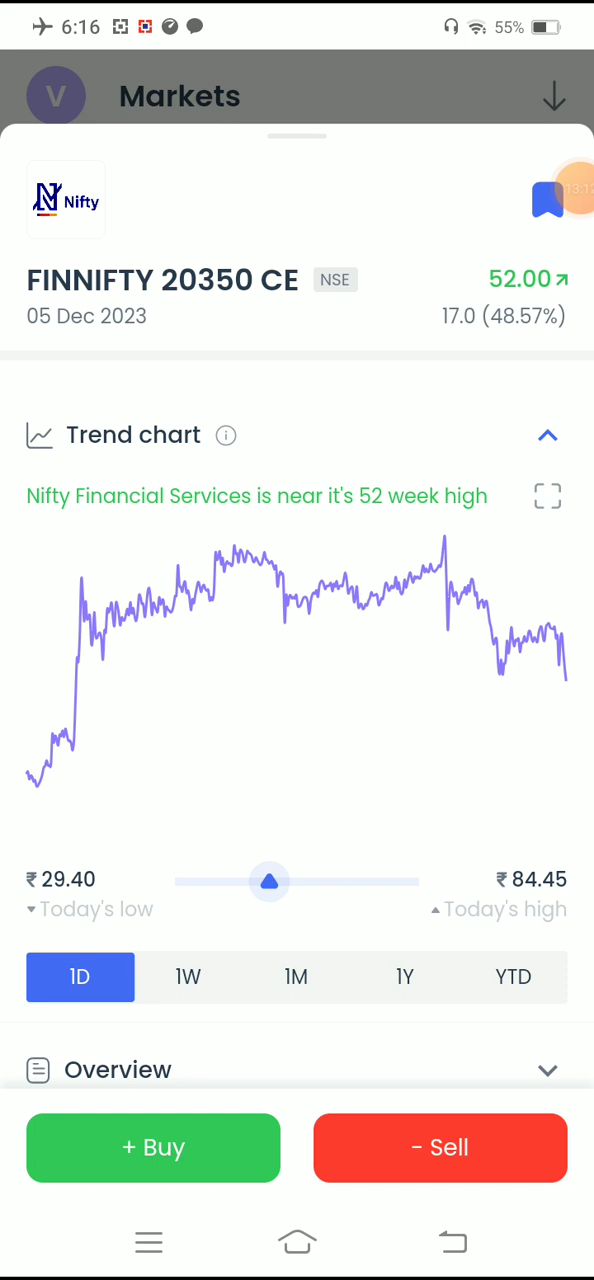 6:16
55%
V
Markets
Nifty
13:12
FINNIFTY 20350 CE NSE
52.00
05 Dec 2023
17.0 (48.57%)
Trend chart
Nifty Financial Services is near it's 52 week high
₹ 29.40
₹ 84.45
Today's low
Today's high
1D 1W 1M 1Y YTD
Overview
+ Buy
- Sell